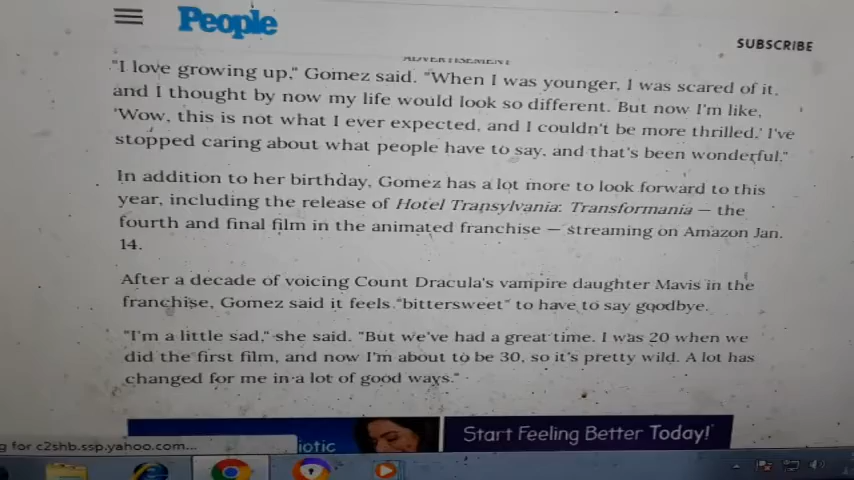 People
SUBSCRIBE
ADVERTISEMENT
"I love growing up," Gomez said. "When I was younger, I was scared of it,
and I thought by now my life would look so different. But now I'm like,
'Wow, this is not what I ever expected, and I couldn't be more thrilled.' I've
stopped caring about what people have to say, and that's been wonderful."
In addition to her birthday, Gomez has a lot more to look forward to this
year, including the release of Hotel Transylvania: Transformania — the
fourth and final film in the animated franchise — streaming on Amazon Jan.
14.
After a decade of voicing Count Dracula's vampire daughter Mavis in the
franchise, Gomez said it feels "bittersweet" to have to say goodbye.
"I'm a little sad," she said. "But we've had a great time. I was 20 when we
did the first film, and now I'm about to be 30, so it's pretty wild. A lot has
changed for me in a lot of good ways."
g for c2shb.ssp.yahoo.com...
iotic
Start Feeling Better Today!